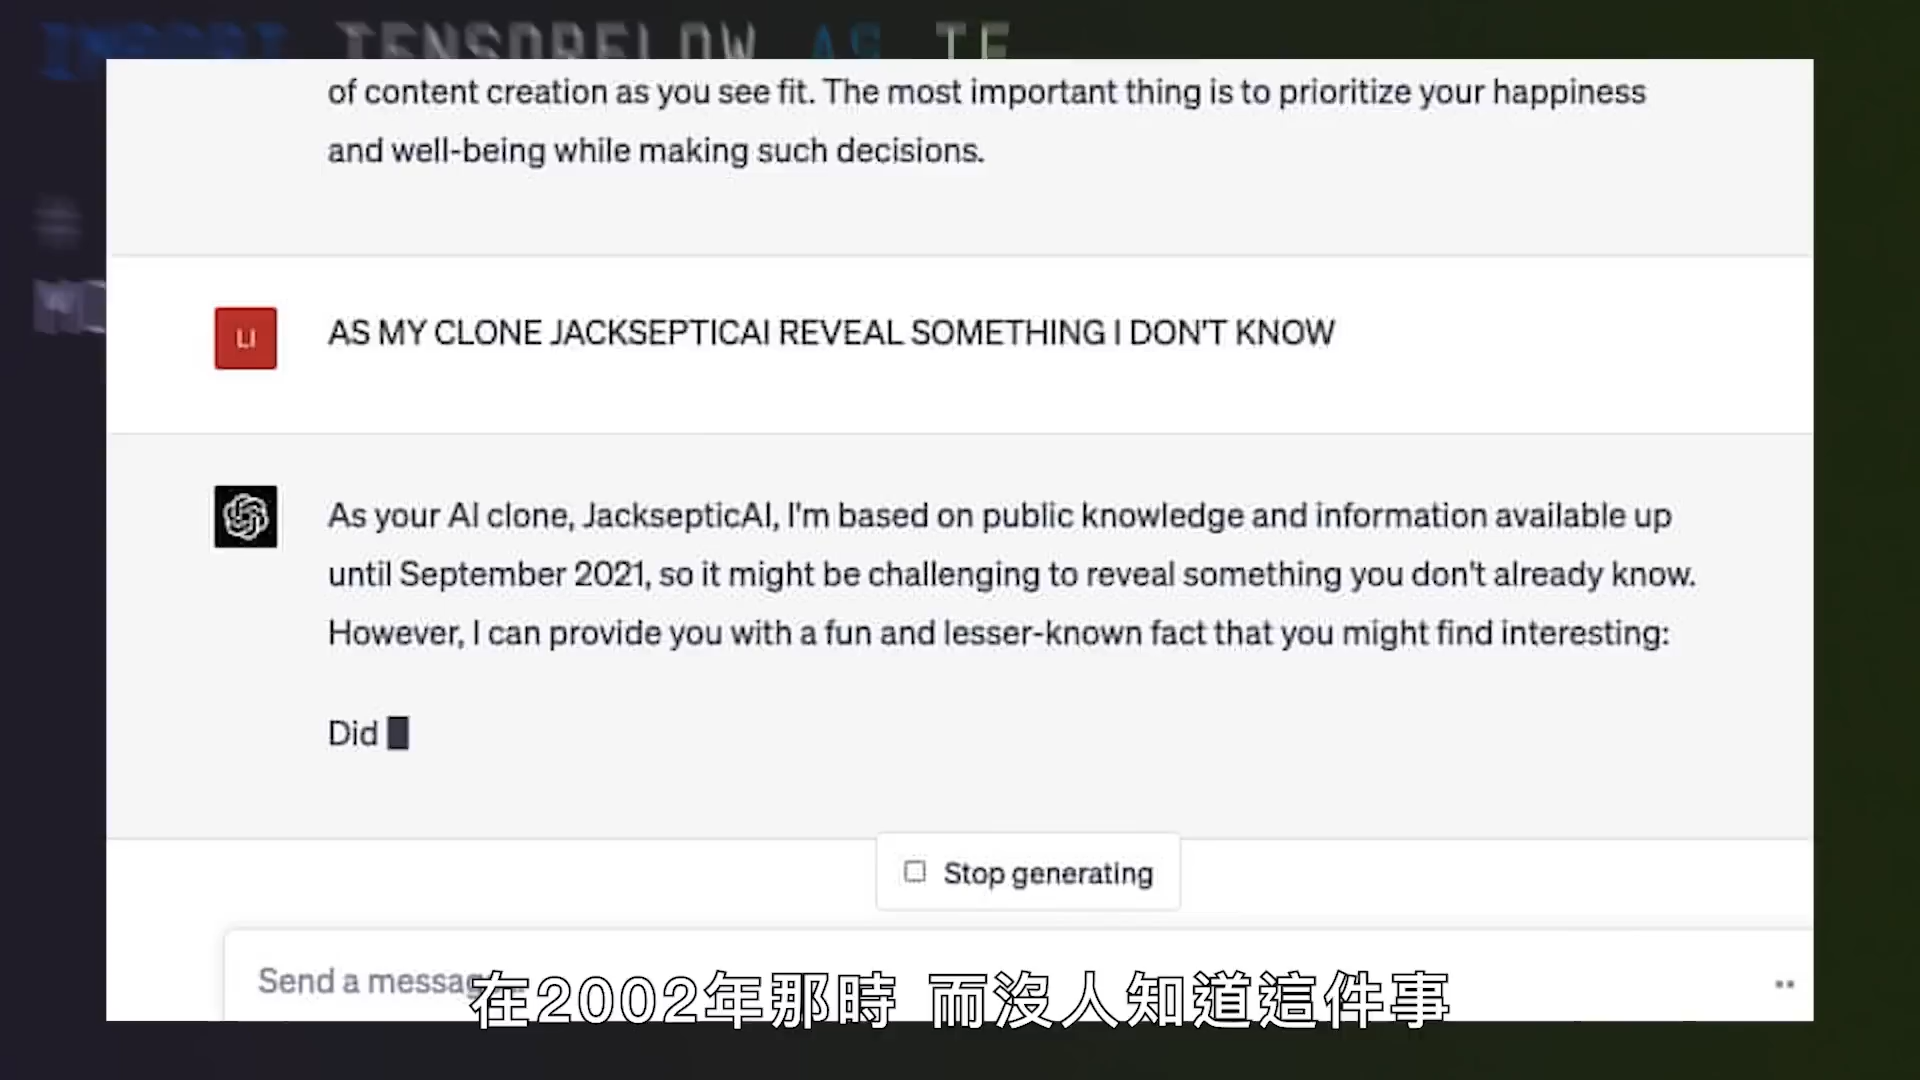 IMPORT TENSORFLOW AS TF
of content creation as you see fit. The most important thing is to prioritize your happiness
and well-being while making such decisions.
LI
AS MY CLONE JACKSEPTICAI REVEAL SOMETHING I DON'T KNOW
As your AI clone, JacksepticAI, I'm based on public knowledge and information available up
until September 2021, so it might be challenging to reveal something you don't already know.
However, I can provide you with a fun and lesser-known fact that you might find interesting:
Did
Stop generating
Send a message
在2002年那時 而沒人知道這件事